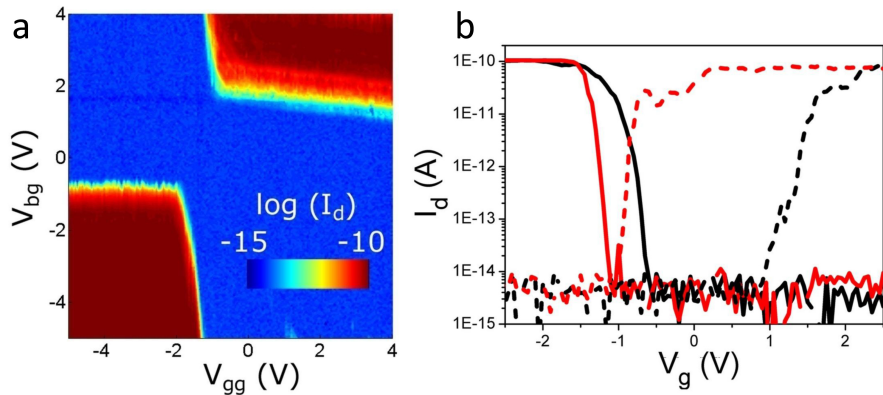 a
4
2
0
-2
-4
V_bg (V)
log (I_d)
-15 -10
-4 -2 0 2 4
V_gg (V)
b
1E-10
1E-11
1E-12
1E-13
1E-14
1E-15
I_d (A)
-2 -1 0 1 2
V_g (V)